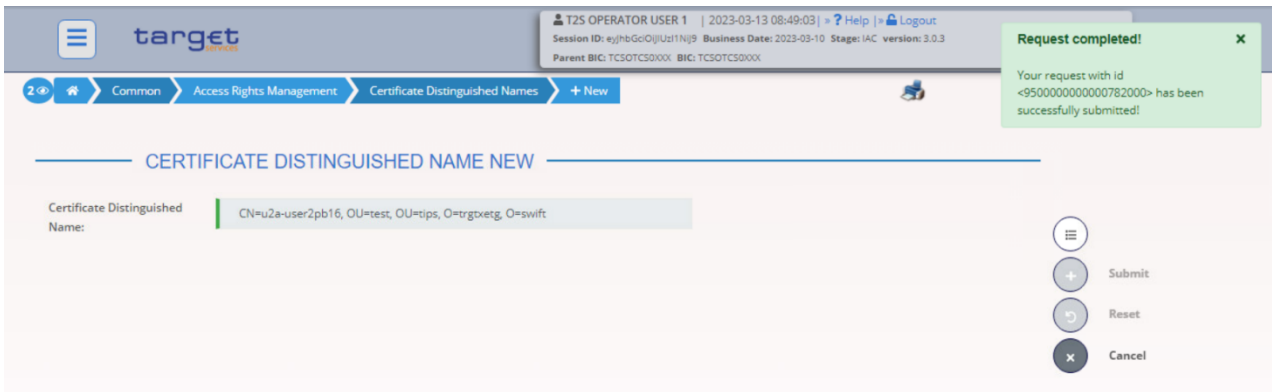 target
services
T2S OPERATOR USER 1 | 2023-03-13 08:49:03| » ? Help |» Logout
Session ID: eyJhbGciOiJIUzI1NiJ9 Business Date: 2023-03-10 Stage: IAC version: 3.0.3
Parent BIC: TCSOTCS0XXX BIC: TCSOTCS0XXX
Request completed! ×
Your request with id
<9500000000000782000> has been
successfully submitted!
2 Common Access Rights Management Certificate Distinguished Names + New
CERTIFICATE DISTINGUISHED NAME NEW
Certificate Distinguished
Name:
CN=u2a-user2pb16, OU=test, OU=tips, O=trgtxetg, O=swift
Submit
Reset
Cancel